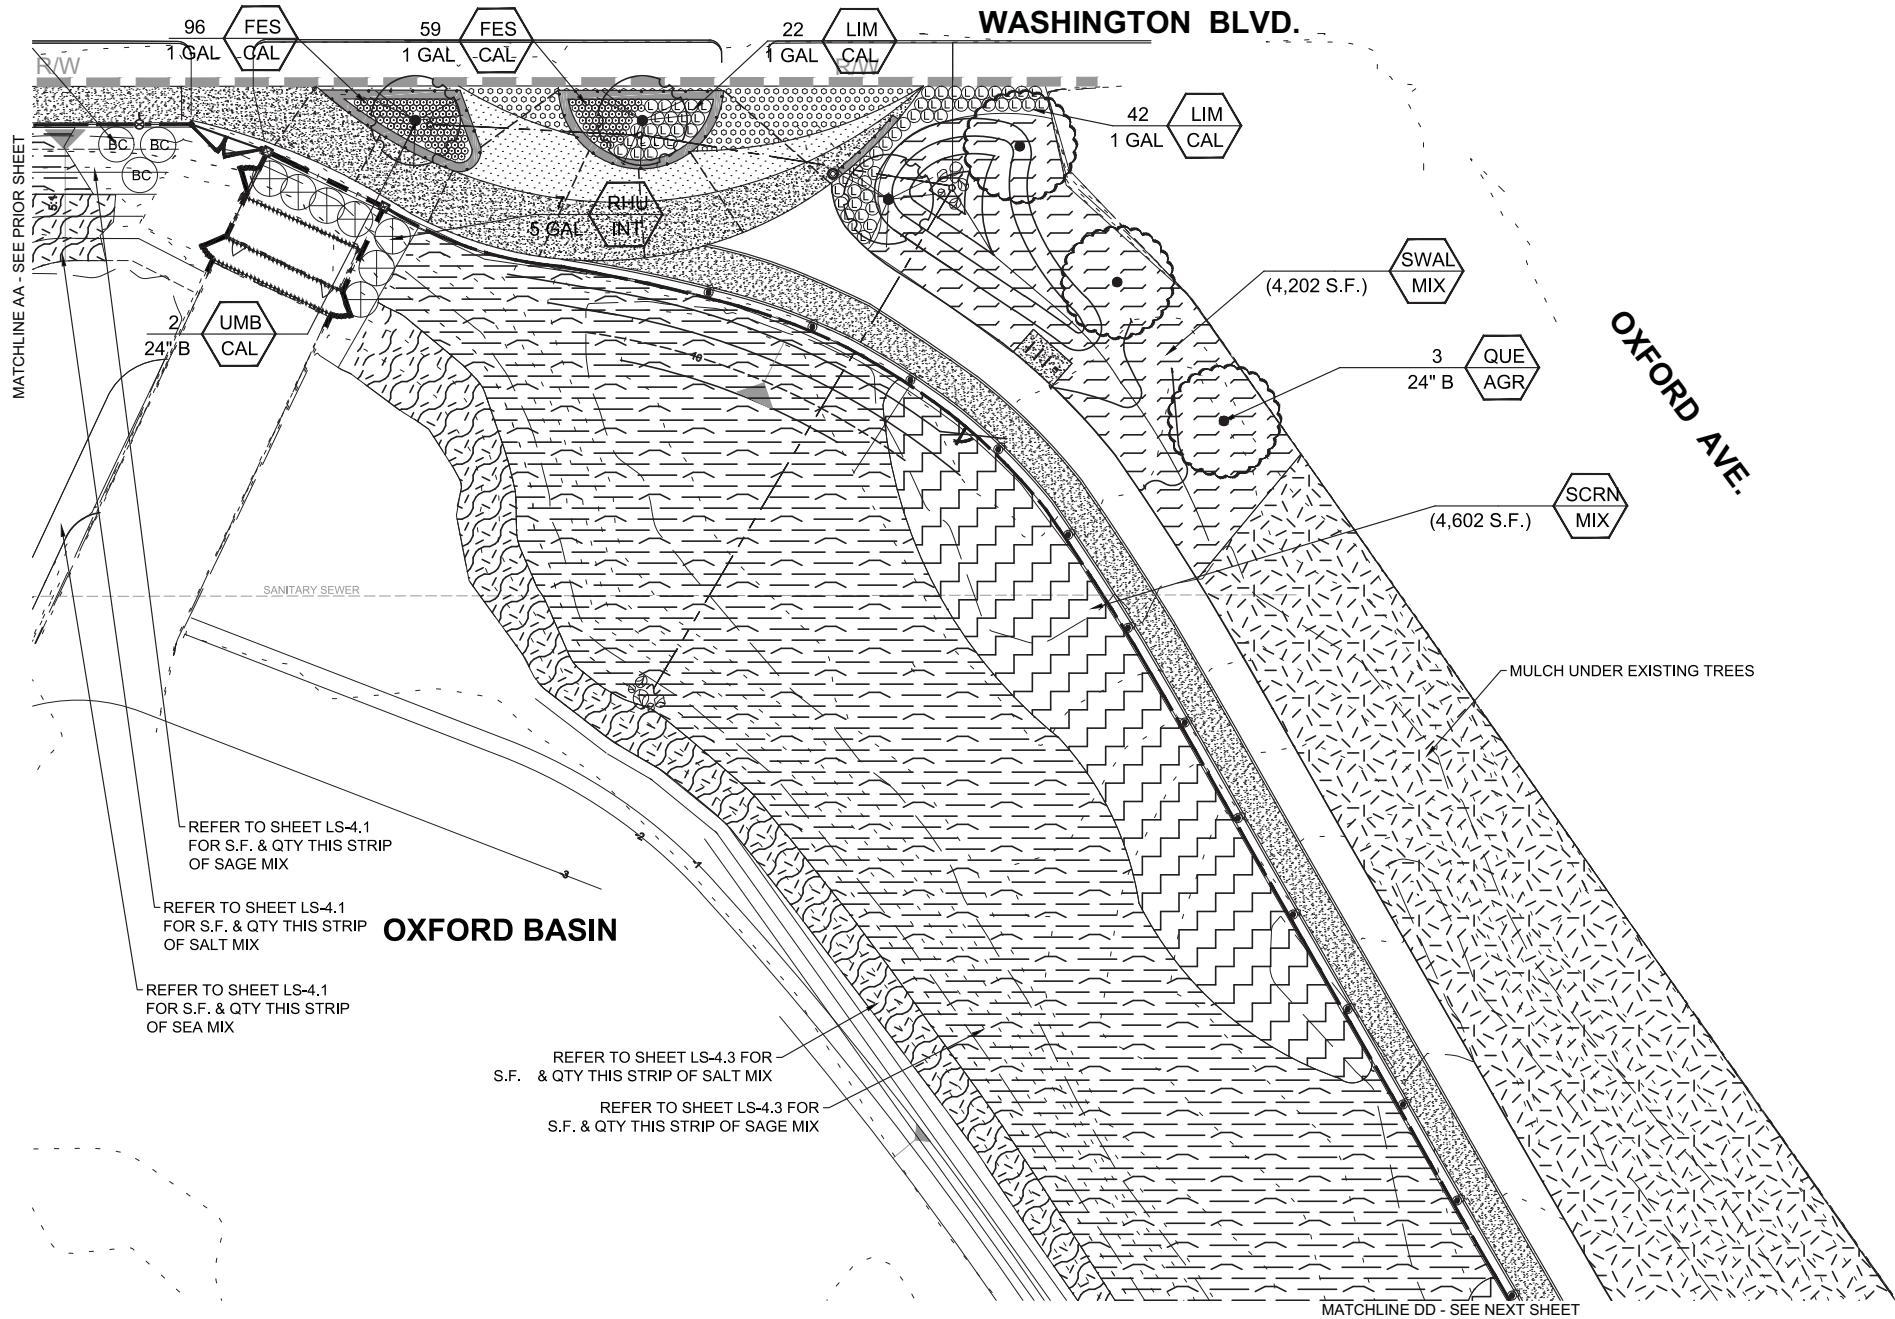 WASHINGTON BLVD.
96
1 GAL
FES
CAL
59
1 GAL
FES
CAL
22
1 GAL
LIM
CAL
R/W
R/W
42
1 GAL
LIM
CAL
BC
BC
BC
MATCHLINE AA - SEE PRIOR SHEET
5:1
7
5 GAL
RHU
INT
SWAL
MIX
(4,202 S.F.)
2
24" B
UMB
CAL
10
3
24" B
QUE
AGR
OXFORD AVE.
SCRN
MIX
(4,602 S.F.)
SANITARY SEWER
MULCH UNDER EXISTING TREES
REFER TO SHEET LS-4.1
FOR S.F. & QTY THIS STRIP
OF SAGE MIX
-2
3
REFER TO SHEET LS-4.1
FOR S.F. & QTY THIS STRIP
OF SALT MIX
OXFORD BASIN
REFER TO SHEET LS-4.1
FOR S.F. & QTY THIS STRIP
OF SEA MIX
REFER TO SHEET LS-4.3 FOR
S.F. & QTY THIS STRIP OF SALT MIX
REFER TO SHEET LS-4.3 FOR
S.F. & QTY THIS STRIP OF SAGE MIX
MATCHLINE DD - SEE NEXT SHEET